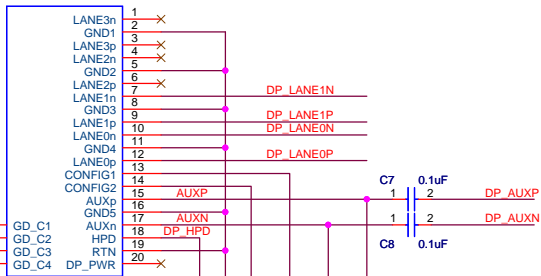 LANE3n 1
GND1 2
LANE3p 3
LANE2n 4
GND2 5
LANE2p 6
LANE1n 7 DP_LANE1N
GND3 8
LANE1p 9 DP_LANE1P
LANE0n 10 DP_LANE0N
GND4 11
LANE0p 12 DP_LANE0P
CONFIG1 13
CONFIG2 14 C7 0.1uF
AUXp 15 AUXP 1 2 DP_AUXP
GND5 16
GD_C1 AUXn 17 AUXN 1 2 DP_AUXN
GD_C2 HPD 18 DP_HPD
GD_C3 RTN 19 C8 0.1uF
GD_C4 DP_PWR 20